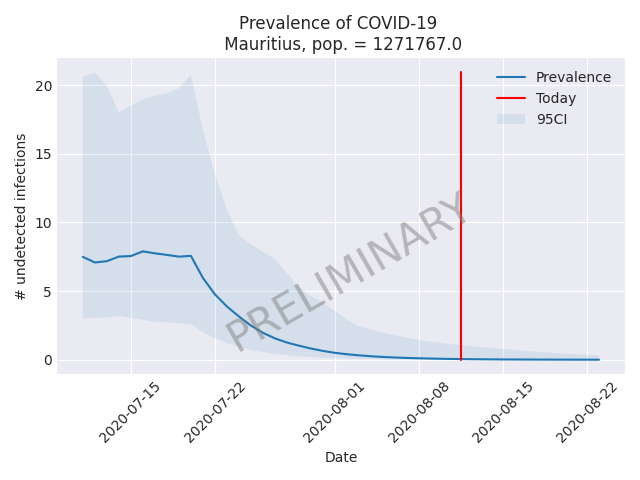 Prevalence of COVID-19
Mauritius, pop. = 1271767.0
# undetected infections
20
15
10
5
0
Prevalence
Today
95CI
PRELIMINARY
2020-07-15
2020-07-22
2020-08-01
2020-08-08
2020-08-15
2020-08-22
Date